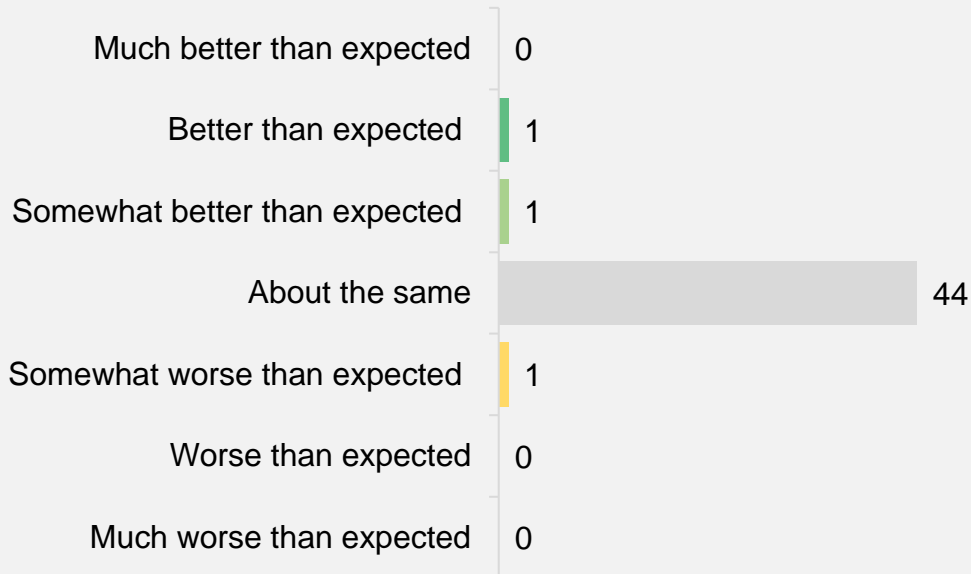 Much better than expected 0
Better than expected 1
Somewhat better than expected 1
About the same 44
Somewhat worse than expected 1
Worse than expected 0
Much worse than expected 0